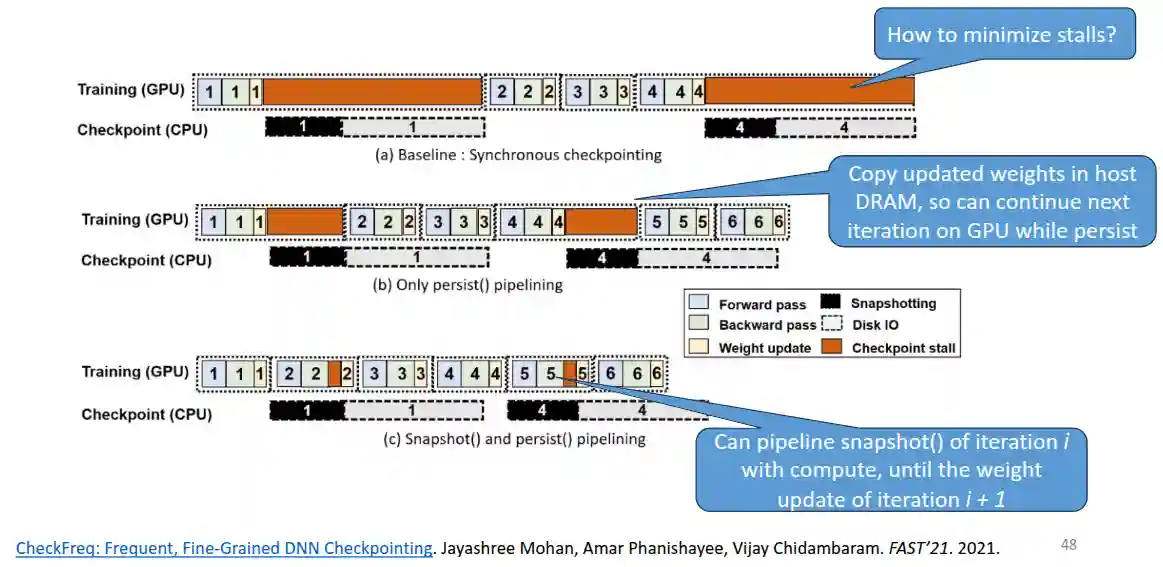 How to minimize stalls?
Training (GPU) 1 1 1 2 2 2 3 3 3 4 4 4
Checkpoint (CPU) 1 1 4 4
(a) Baseline : Synchronous checkpointing
Copy updated weights in host
DRAM, so can continue next
iteration on GPU while persist
Training (GPU) 1 1 1 2 2 2 3 3 3 4 4 4 5 5 5 6 6 6
Checkpoint (CPU) 1 1 4 4
(b) Only persist() pipelining
Forward pass Snapshotting
Backward pass Disk IO
Weight update Checkpoint stall
Training (GPU) 1 1 1 2 2 2 3 3 3 4 4 4 5 5 5 6 6 6
Checkpoint (CPU) 1 1 4 4
(c) Snapshot() and persist() pipelining
Can pipeline snapshot() of iteration i
with compute, until the weight
update of iteration i + 1
CheckFreq: Frequent, Fine-Grained DNN Checkpointing. Jayashree Mohan, Amar Phanishayee, Vijay Chidambaram. FAST’21. 2021.
48